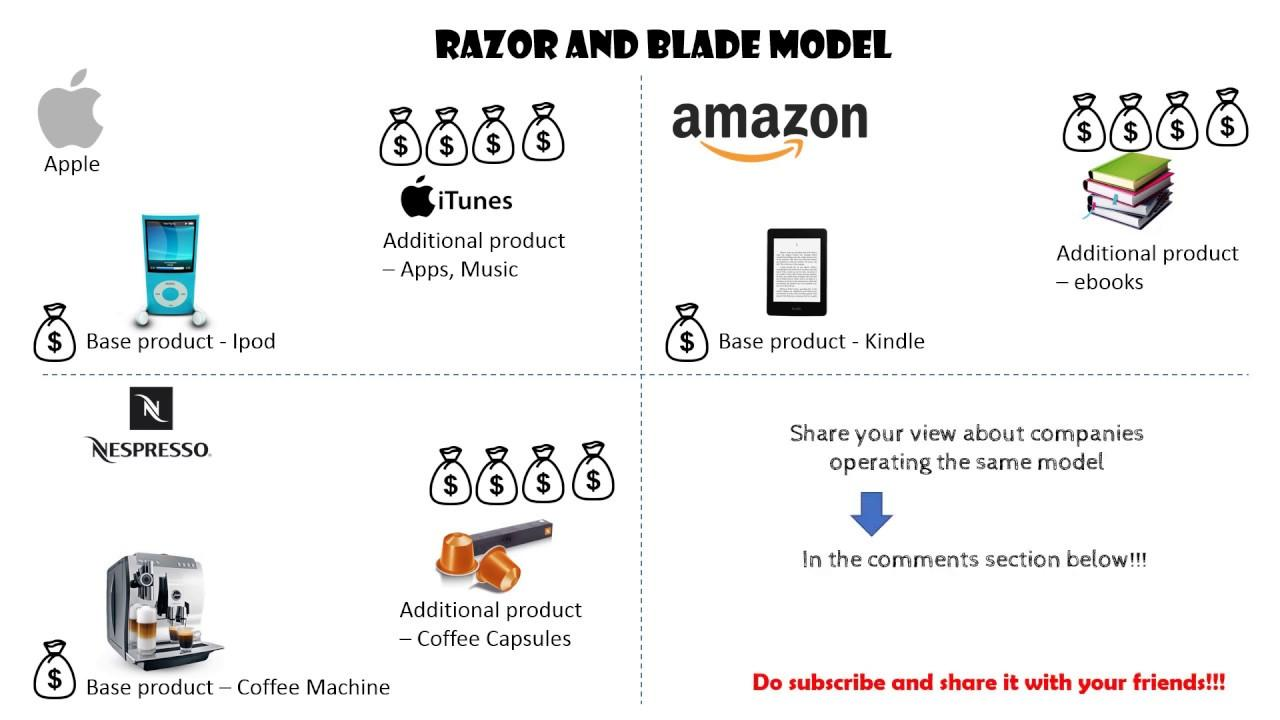 RAZOR AND BLADE MODEL
Apple
$ $ $ $
iTunes
Additional product
– Apps, Music
$
Base product - Ipod
amazon
$ $ $ $
Additional product
– ebooks
$
Base product - Kindle
N
NESPRESSO.
$ $ $ $
Additional product
– Coffee Capsules
$
Base product – Coffee Machine
Share your view about companies
operating the same model
In the comments section below!!!
Do subscribe and share it with your friends!!!